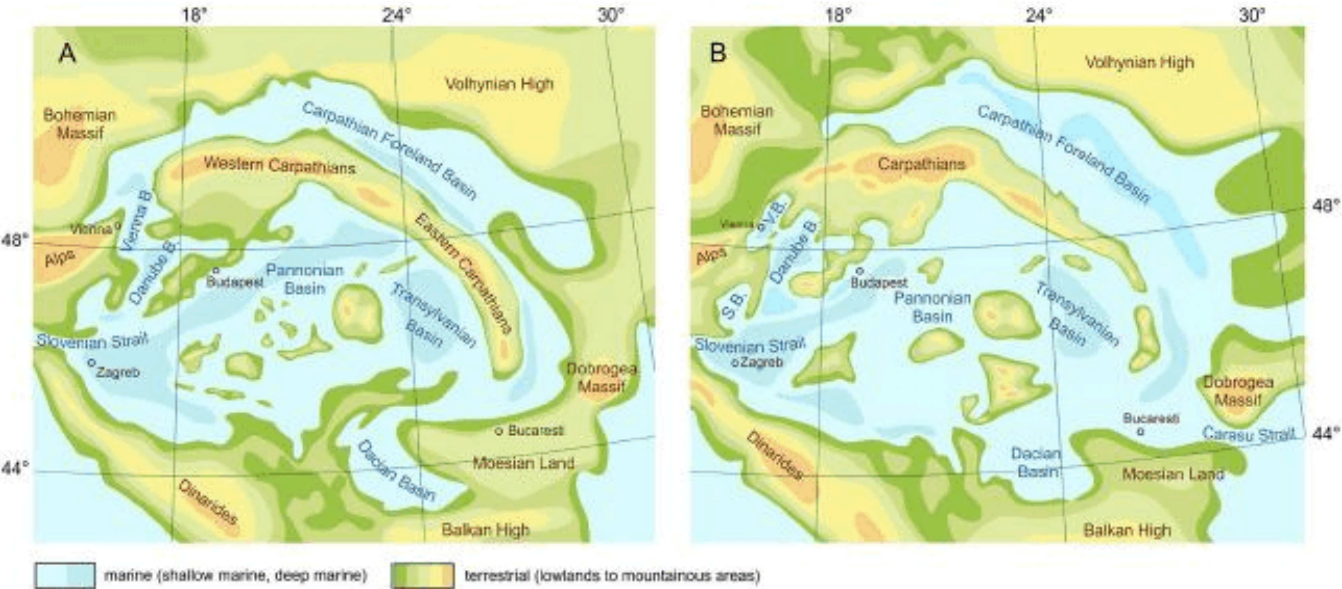 18°
24°
30°
A
Volhynian High
Bohemian
Massif
Carpathian Foreland Basin
Western Carpathians
Vienna B.
Vienna
48°
Alps
Danube B.
Budapest
Pannonian
Basin
Eastern Carpathians
Transylvanian
Basin
Slovenian Strait
Zagreb
Dobrogea
Massif
Bucaresti
44°
Dacian Basin
Moesian Land
Dinarides
Balkan High
18°
24°
30°
B
Volhynian High
Bohemian
Massif
Carpathian Foreland Basin
Carpathians
V.B.
Vienna
48°
Alps
Danube B.
Budapest
S.B.
Pannonian
Basin
Transylvanian
Basin
Slovenian Strait
Zagreb
Dobrogea
Massif
Bucaresti
Carasu Strait
44°
Dinarides
Dacian
Basin
Moesian Land
Balkan High
marine (shallow marine, deep marine)
terrestrial (lowlands to mountainous areas)